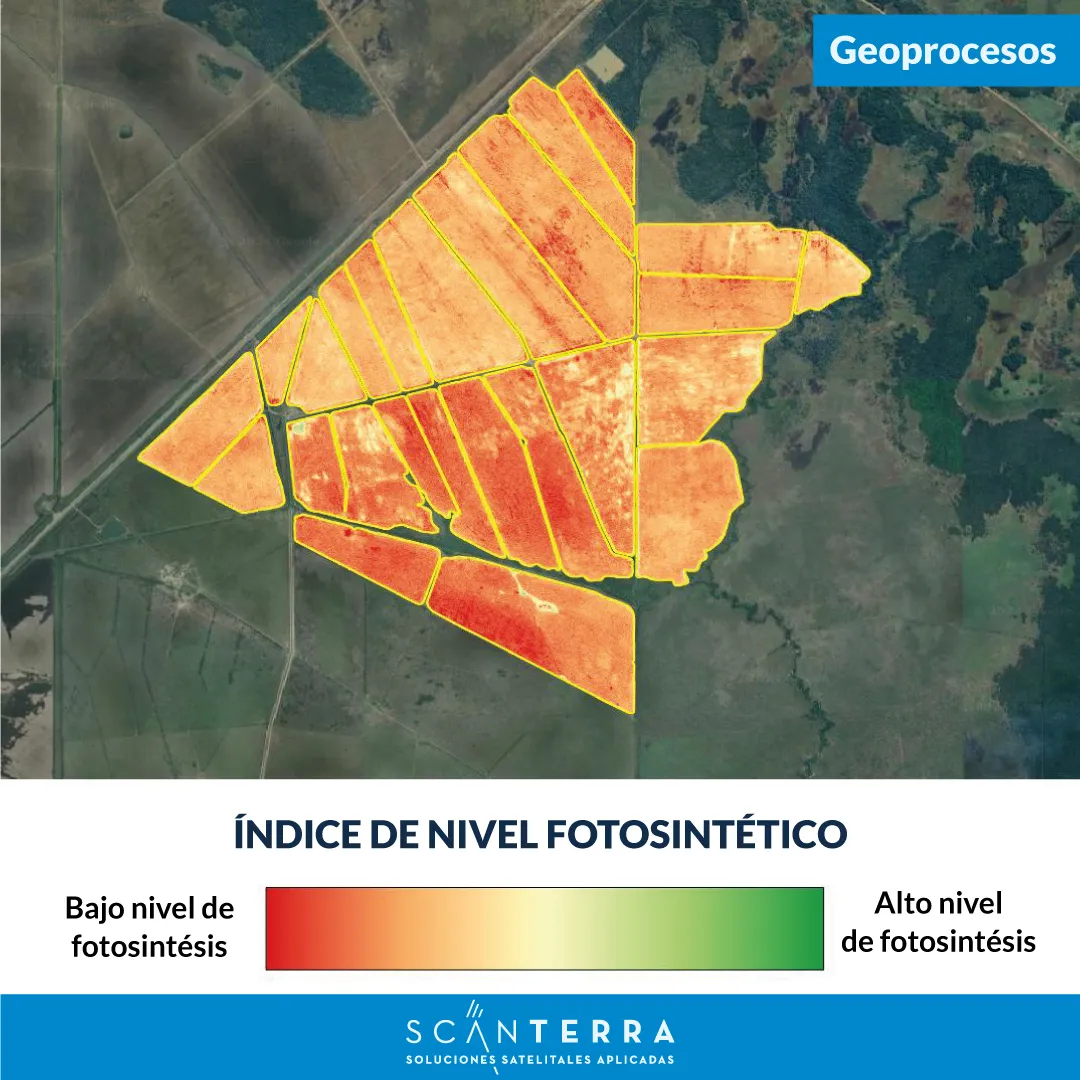 Geoprocesos
ÍNDICE DE NIVEL FOTOSINTÉTICO
Bajo nivel de
fotosintésis
Alto nivel
de fotosintésis
SCANTERRA
SOLUCIONES SATELITALES APLICADAS